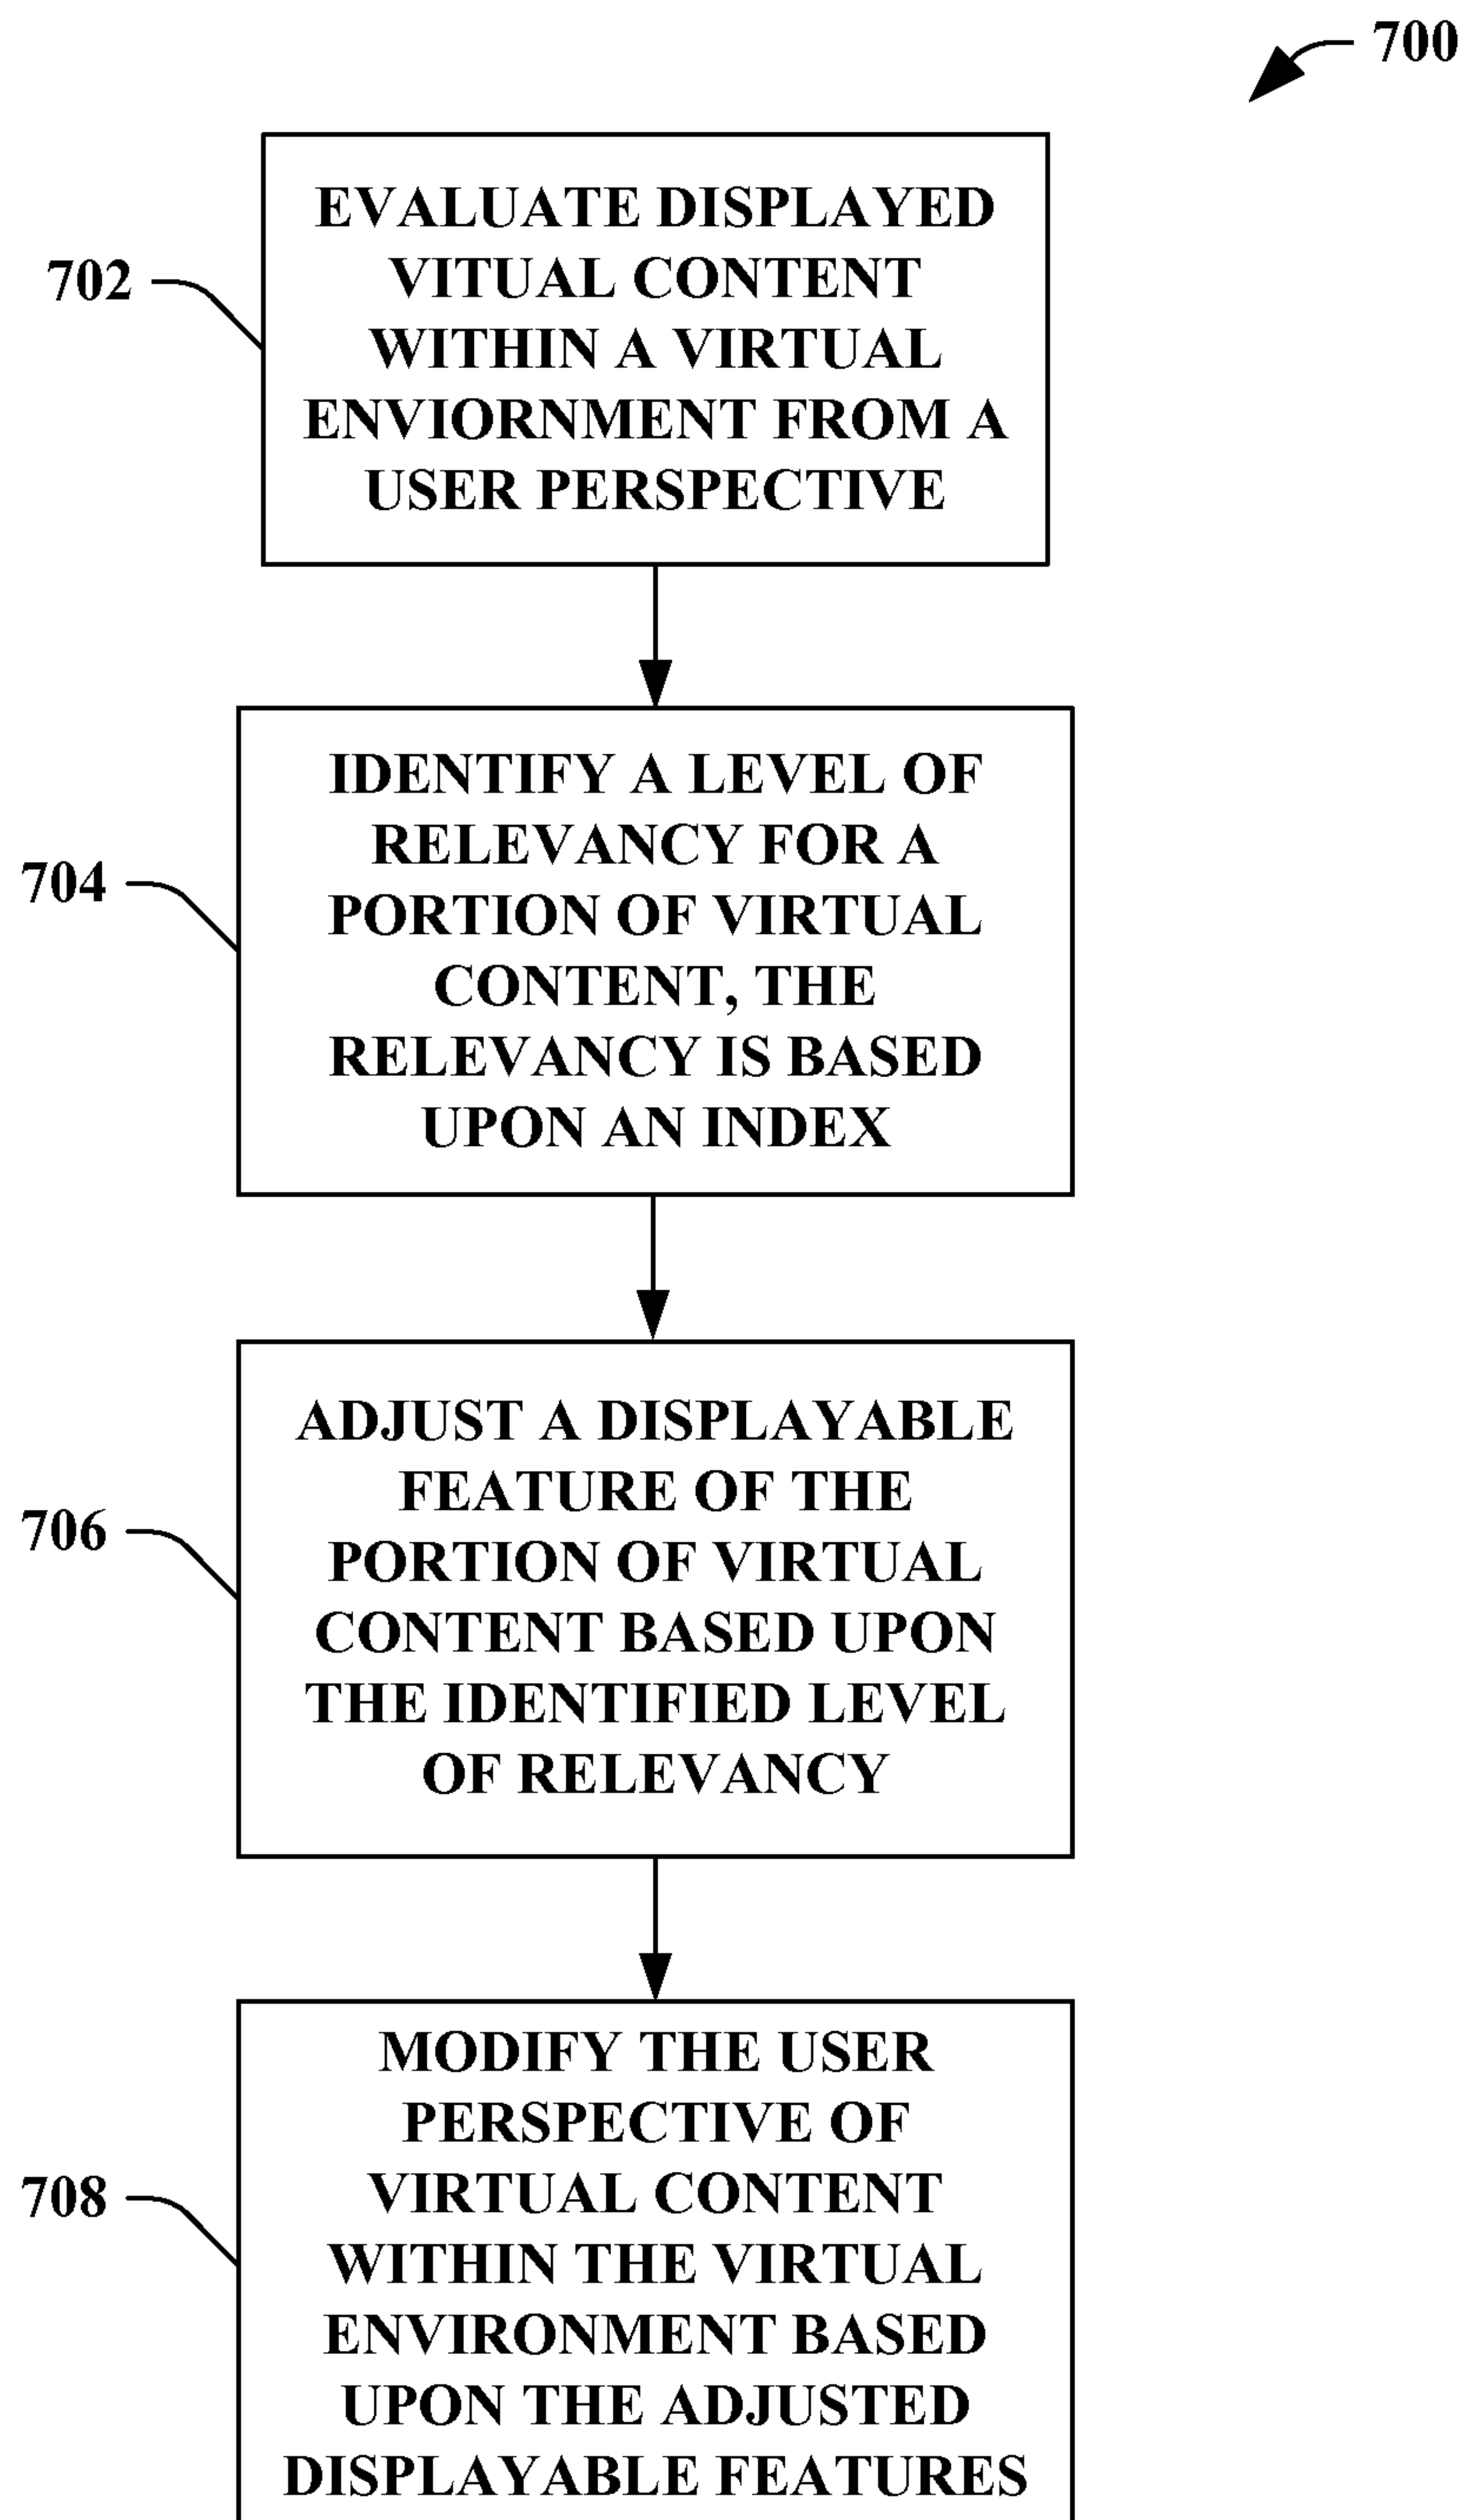 700
702
EVALUATE DISPLAYED
VITUAL CONTENT
WITHIN A VIRTUAL
ENVIORNMENT FROM A
USER PERSPECTIVE
704
IDENTIFY A LEVEL OF
RELEVANCY FOR A
PORTION OF VIRTUAL
CONTENT, THE
RELEVANCY IS BASED
UPON AN INDEX
706
ADJUST A DISPLAYABLE
FEATURE OF THE
PORTION OF VIRTUAL
CONTENT BASED UPON
THE IDENTIFIED LEVEL
OF RELEVANCY
708
MODIFY THE USER
PERSPECTIVE OF
VIRTUAL CONTENT
WITHIN THE VIRTUAL
ENVIRONMENT BASED
UPON THE ADJUSTED
DISPLAYABLE FEATURES